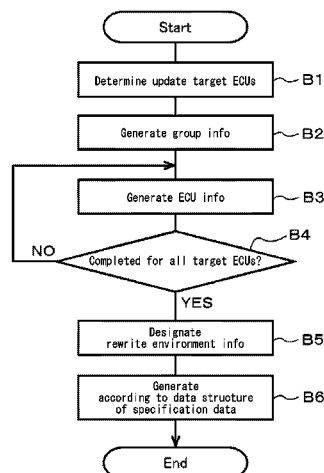 Start
Determine update target ECUs
B1
Generate group info
B2
Generate ECU info
B3
B4
Completed for all target ECUs?
NO
YES
Designate
rewrite environment info
B5
Generate
according to data structure
of specification data
B6
End